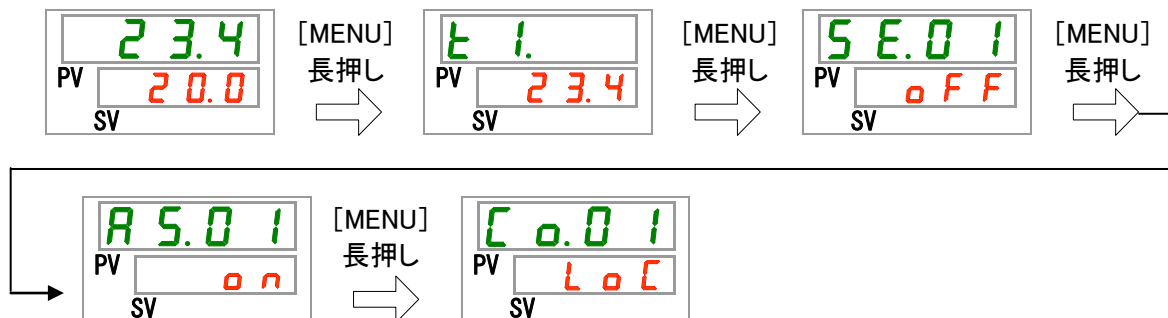 23.4
PV
20.0
SV
[MENU]
長押し
t 1.
23.4
SV
[MENU]
長押し
SE.01
PV
oFF
SV
[MENU]
長押し
AS.01
PV
on
SV
[MENU]
長押し
Co.01
PV
LoC
SV